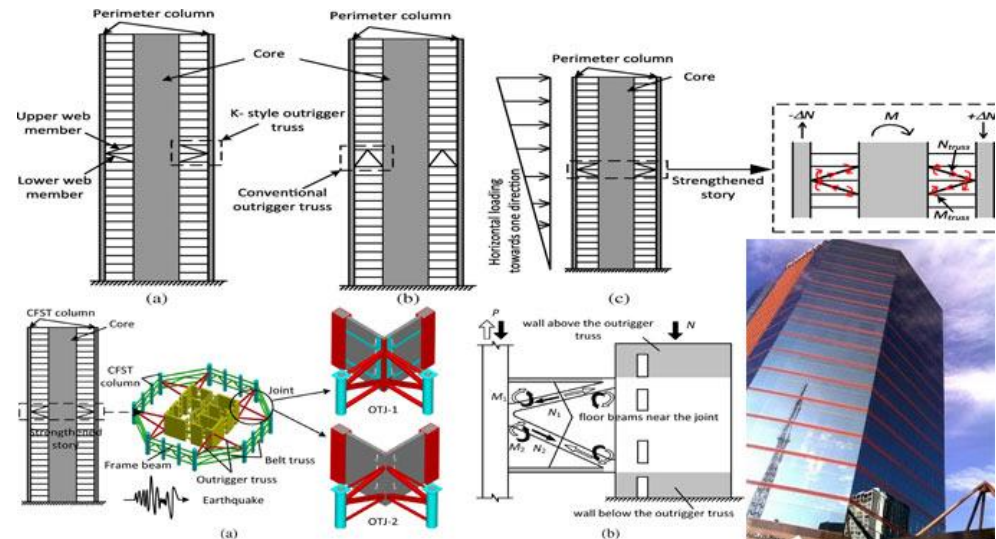 Perimeter column
Core
Upper web
member
Lower web
member
K- style outrigger
truss
(a)
Perimeter column
Conventional
outrigger truss
(b)
Perimeter column
Core
Horizontal loading
towards one direction
Strengthened
story
(c)
-ΔN
M
+ΔN
Ntruss
Mtruss
CFST column
Core
Strengthened
story
CFST
column
Joint
Frame beam
Belt truss
Outrigger truss
Earthquake
OTJ-1
OTJ-2
(a)
P
N
wall above the outrigger
truss
M1
N1
floor beams near the joint
M2
N2
wall below the outrigger truss
(b)